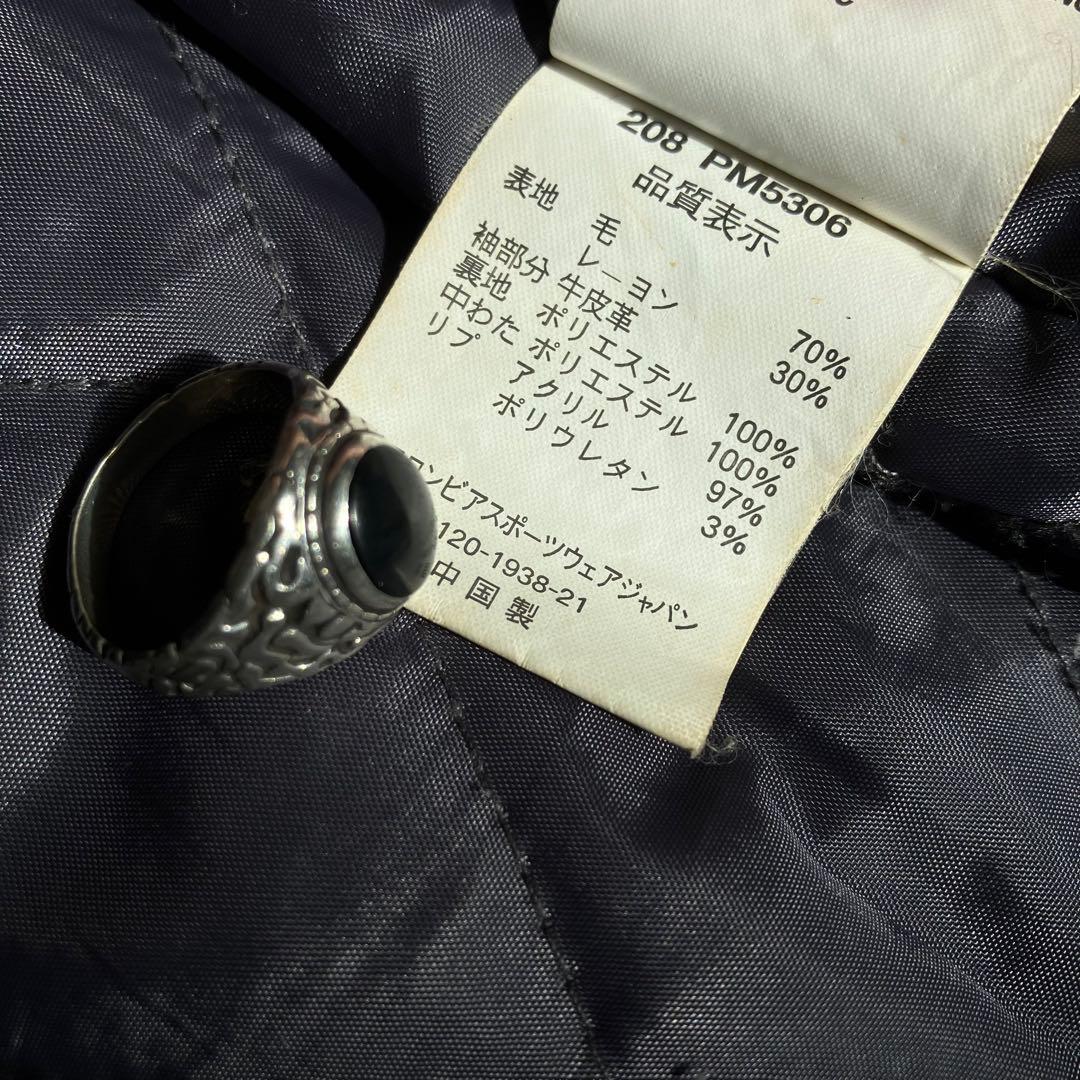 208 PM5306
品質表示
表地 毛 70%
レーヨン 30%
袖部分 牛皮革
裏地 ポリエステル 100%
中わた ポリエステル 100%
リブ アクリル 97%
ポリウレタン 3%
ロンビアスポーツウェアジャパン
120-1938-21
中国製